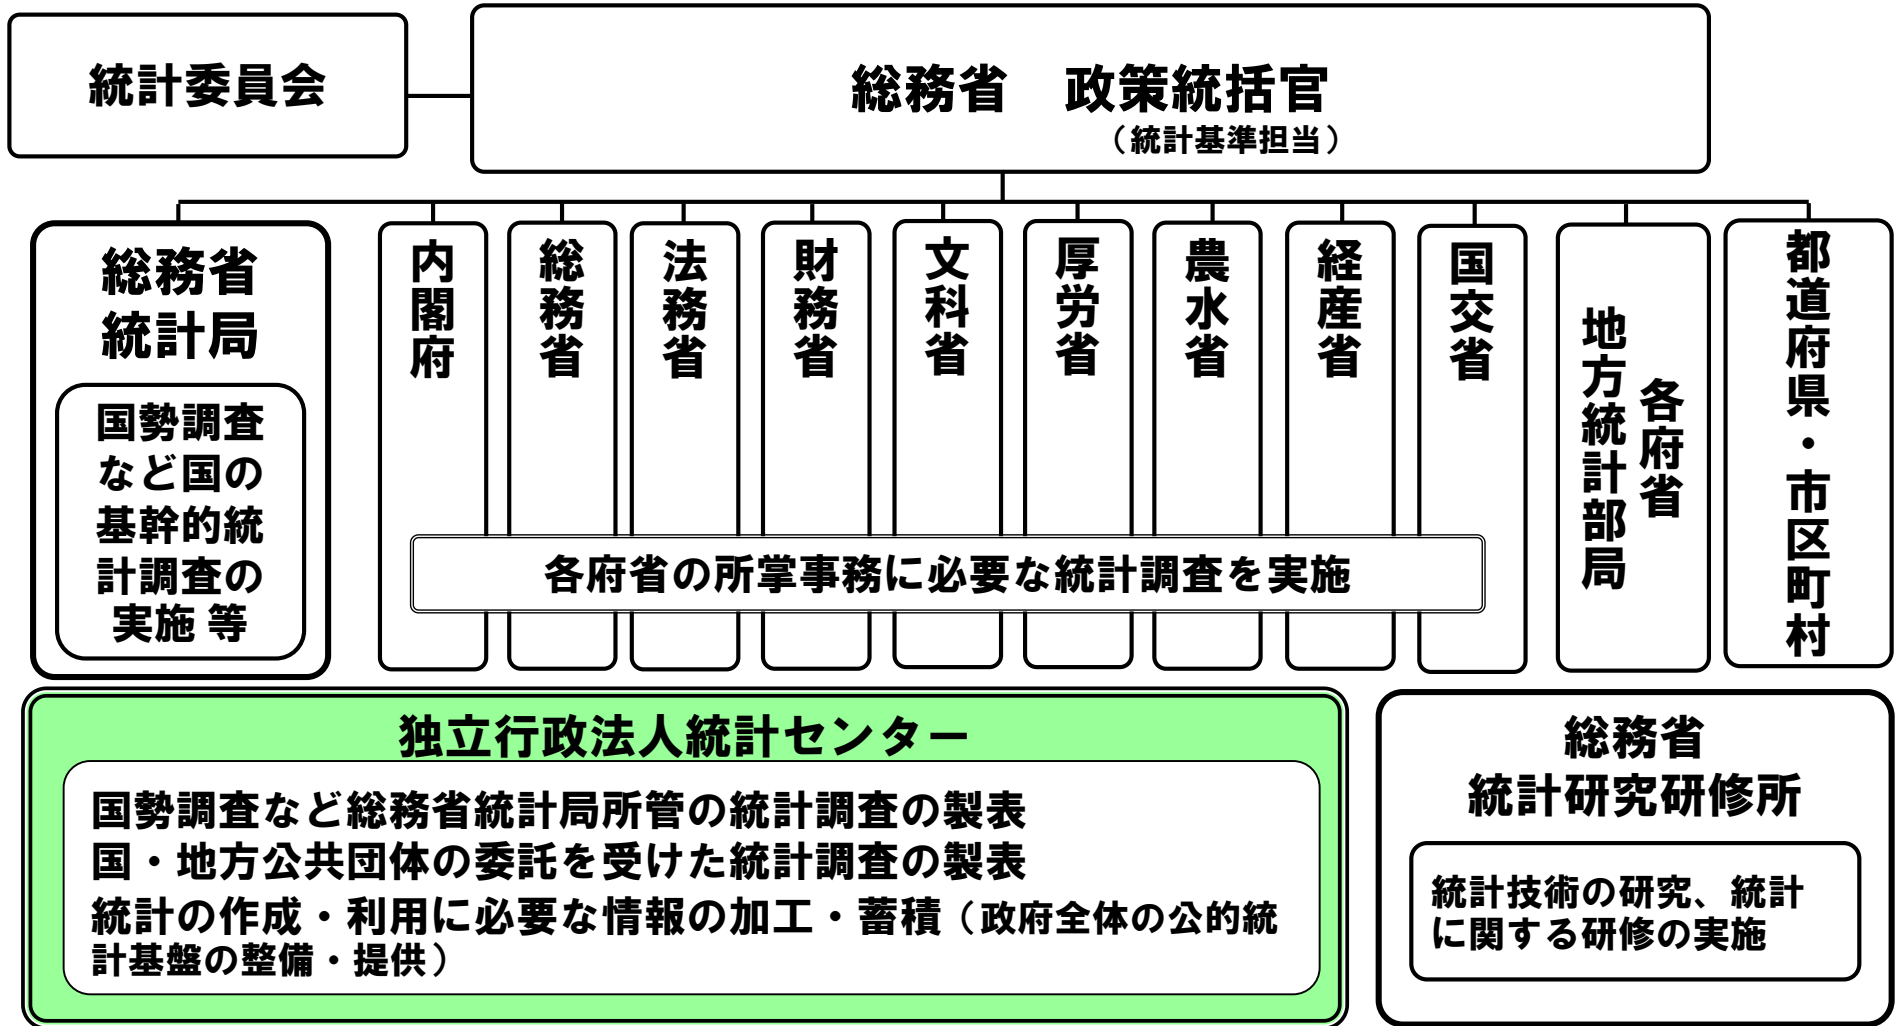 統計委員会
総務省　政策統括官
（統計基準担当）
総務省
統計局
国勢調査
など国の
基幹的統
計調査の
実施 等
内閣府
総務省
法務省
財務省
文科省
厚労省
農水省
経産省
国交省
各府省
地方統計部局
都道府県・市区町村
各府省の所掌事務に必要な統計調査を実施
独立行政法人統計センター
国勢調査など総務省統計局所管の統計調査の製表
国・地方公共団体の委託を受けた統計調査の製表
統計の作成・利用に必要な情報の加工・蓄積（政府全体の公的統
計基盤の整備・提供）
総務省
統計研究研修所
統計技術の研究、統計
に関する研修の実施